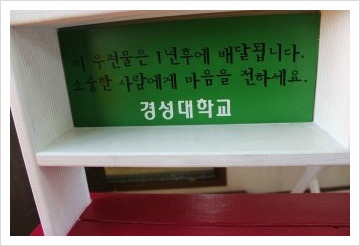 이 우편물은 1년후에 배달됩니다.
소중한 사람에게 마음을 전하세요.
경성대학교